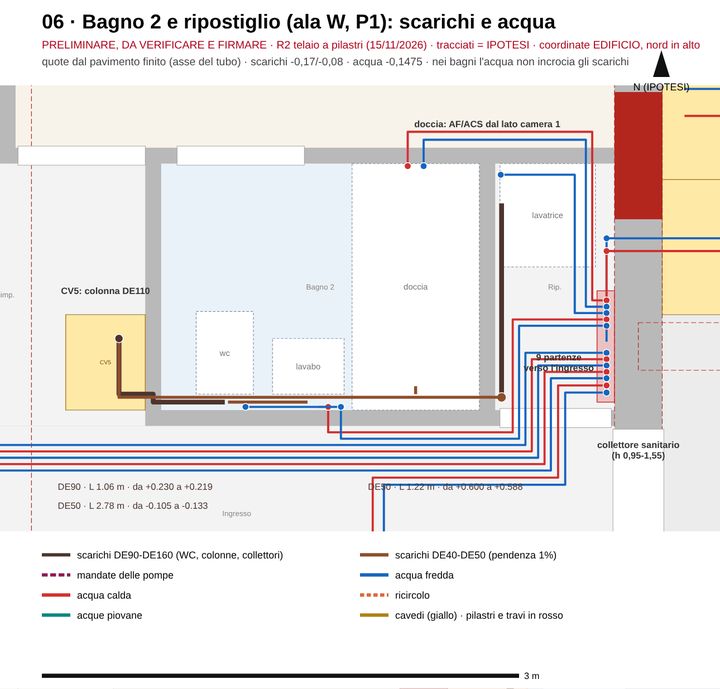 06 · Bagno 2 e ripostiglio (ala W, P1): scarichi e acqua
PRELIMINARE, DA VERIFICARE E FIRMARE · R2 telaio a pilastri (15/11/2026) · tracciati = IPOTESI · coordinate EDIFICIO, nord in alto
quote dal pavimento finito (asse del tubo) · scarichi -0,17/-0,08 · acqua -0,1475 · nei bagni l'acqua non incrocia gli scarichi
N (IPOTESI)
doccia: AF/ACS dal lato camera 1
lavatrice
CV5: colonna DE110
imp.
Bagno 2
doccia
Rip.
wc
CV5
lavabo
9 partenze
verso l'ingresso
collettore sanitario
(h 0,95-1,55)
DE90 · L 1.06 m · da +0.230 a +0.219
DE50 · L 1.22 m · da +0.600 a +0.588
DE50 · L 2.78 m · da -0.105 a -0.133
Ingresso
scarichi DE90-DE160 (WC, colonne, collettori)
scarichi DE40-DE50 (pendenza 1%)
mandate delle pompe
acqua fredda
acqua calda
ricircolo
acque piovane
cavedi (giallo) · pilastri e travi in rosso
3 m